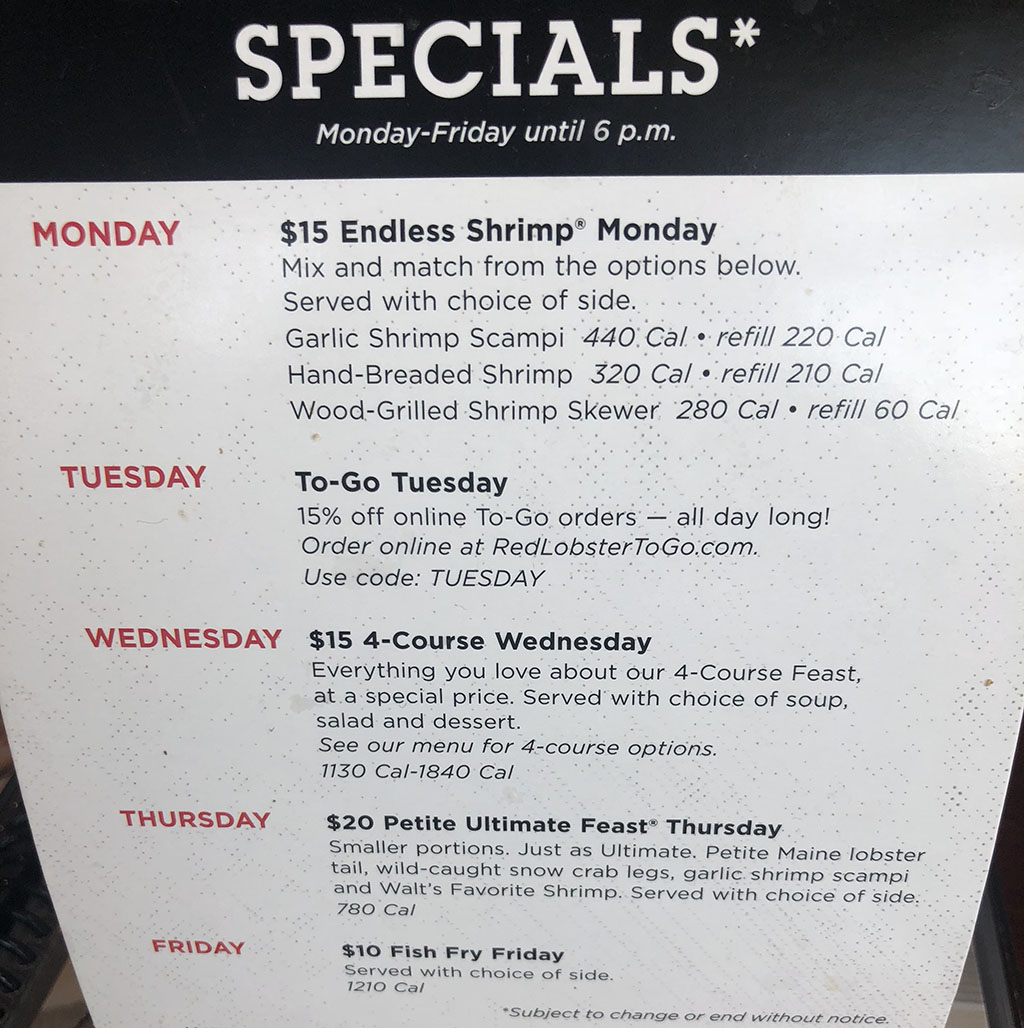 SPECIALS*
Monday-Friday until 6 p.m.
MONDAY
$15 Endless Shrimp® Monday
Mix and match from the options below.
Served with choice of side.
Garlic Shrimp Scampi 440 Cal • refill 220 Cal
Hand-Breaded Shrimp 320 Cal • refill 210 Cal
Wood-Grilled Shrimp Skewer 280 Cal • refill 60 Cal
TUESDAY
To-Go Tuesday
15% off online To-Go orders — all day long!
Order online at RedLobsterToGo.com.
Use code: TUESDAY
WEDNESDAY
$15 4-Course Wednesday
Everything you love about our 4-Course Feast,
at a special price. Served with choice of soup,
salad and dessert.
See our menu for 4-course options.
1130 Cal-1840 Cal
THURSDAY
$20 Petite Ultimate Feast® Thursday
Smaller portions. Just as Ultimate. Petite Maine lobster
tail, wild-caught snow crab legs, garlic shrimp scampi
and Walt's Favorite Shrimp. Served with choice of side.
780 Cal
FRIDAY
$10 Fish Fry Friday
Served with choice of side.
1210 Cal
*Subject to change or end without notice.